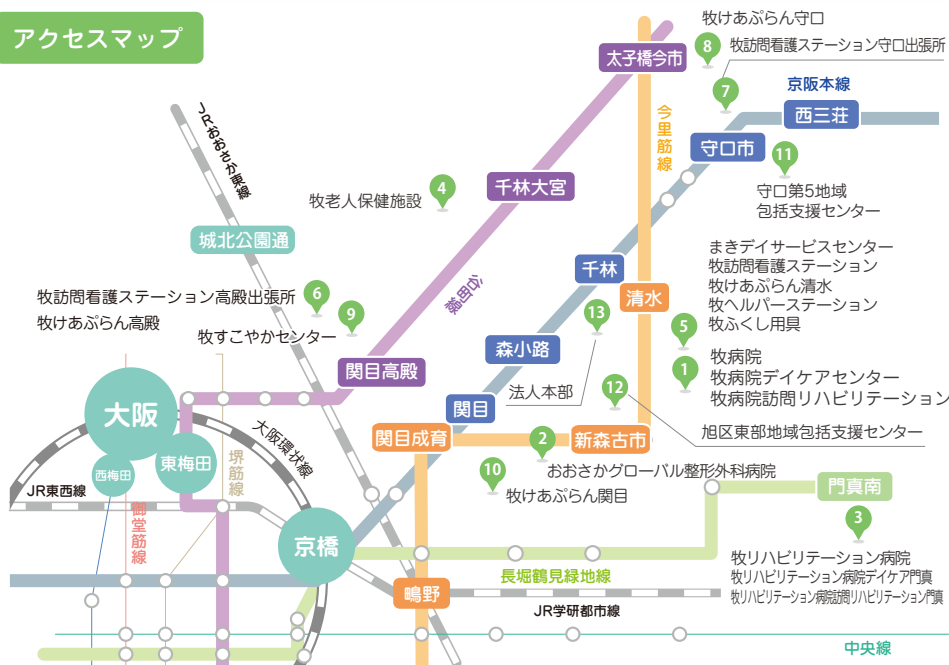 アクセスマップ
牧けあぷらん守口
8
牧訪問看護ステーション守口出張所
太子橋今市
7
京阪本線
西三荘
JRおおさか東線
今里筋線
守口市
11
守口第5地域
包括支援センター
4
牧老人保健施設
千林大宮
城北公園通
谷町線
千林
清水
まきデイサービスセンター
牧訪問看護ステーション
牧けあぷらん清水
牧ヘルパーステーション
牧ふくし用具
5
6
牧訪問看護ステーション高殿出張所
牧けあぷらん高殿
9
牧すこやかセンター
13
森小路
法人本部
1
牧病院
牧病院デイケアセンター
牧病院訪問リハビリテーション
関目高殿
12
旭区東部地域包括支援センター
大阪
関目
関目成育
2
新森古市
おおさかグローバル整形外科病院
大阪環状線
東梅田
西梅田
堺筋線
10
牧けあぷらん関目
JR東西線
御堂筋線
門真南
3
京橋
牧リハビリテーション病院
牧リハビリテーション病院デイケア門真
牧リハビリテーション病院訪問リハビリテーション門真
長堀鶴見緑地線
鴫野
JR学研都市線
中央線